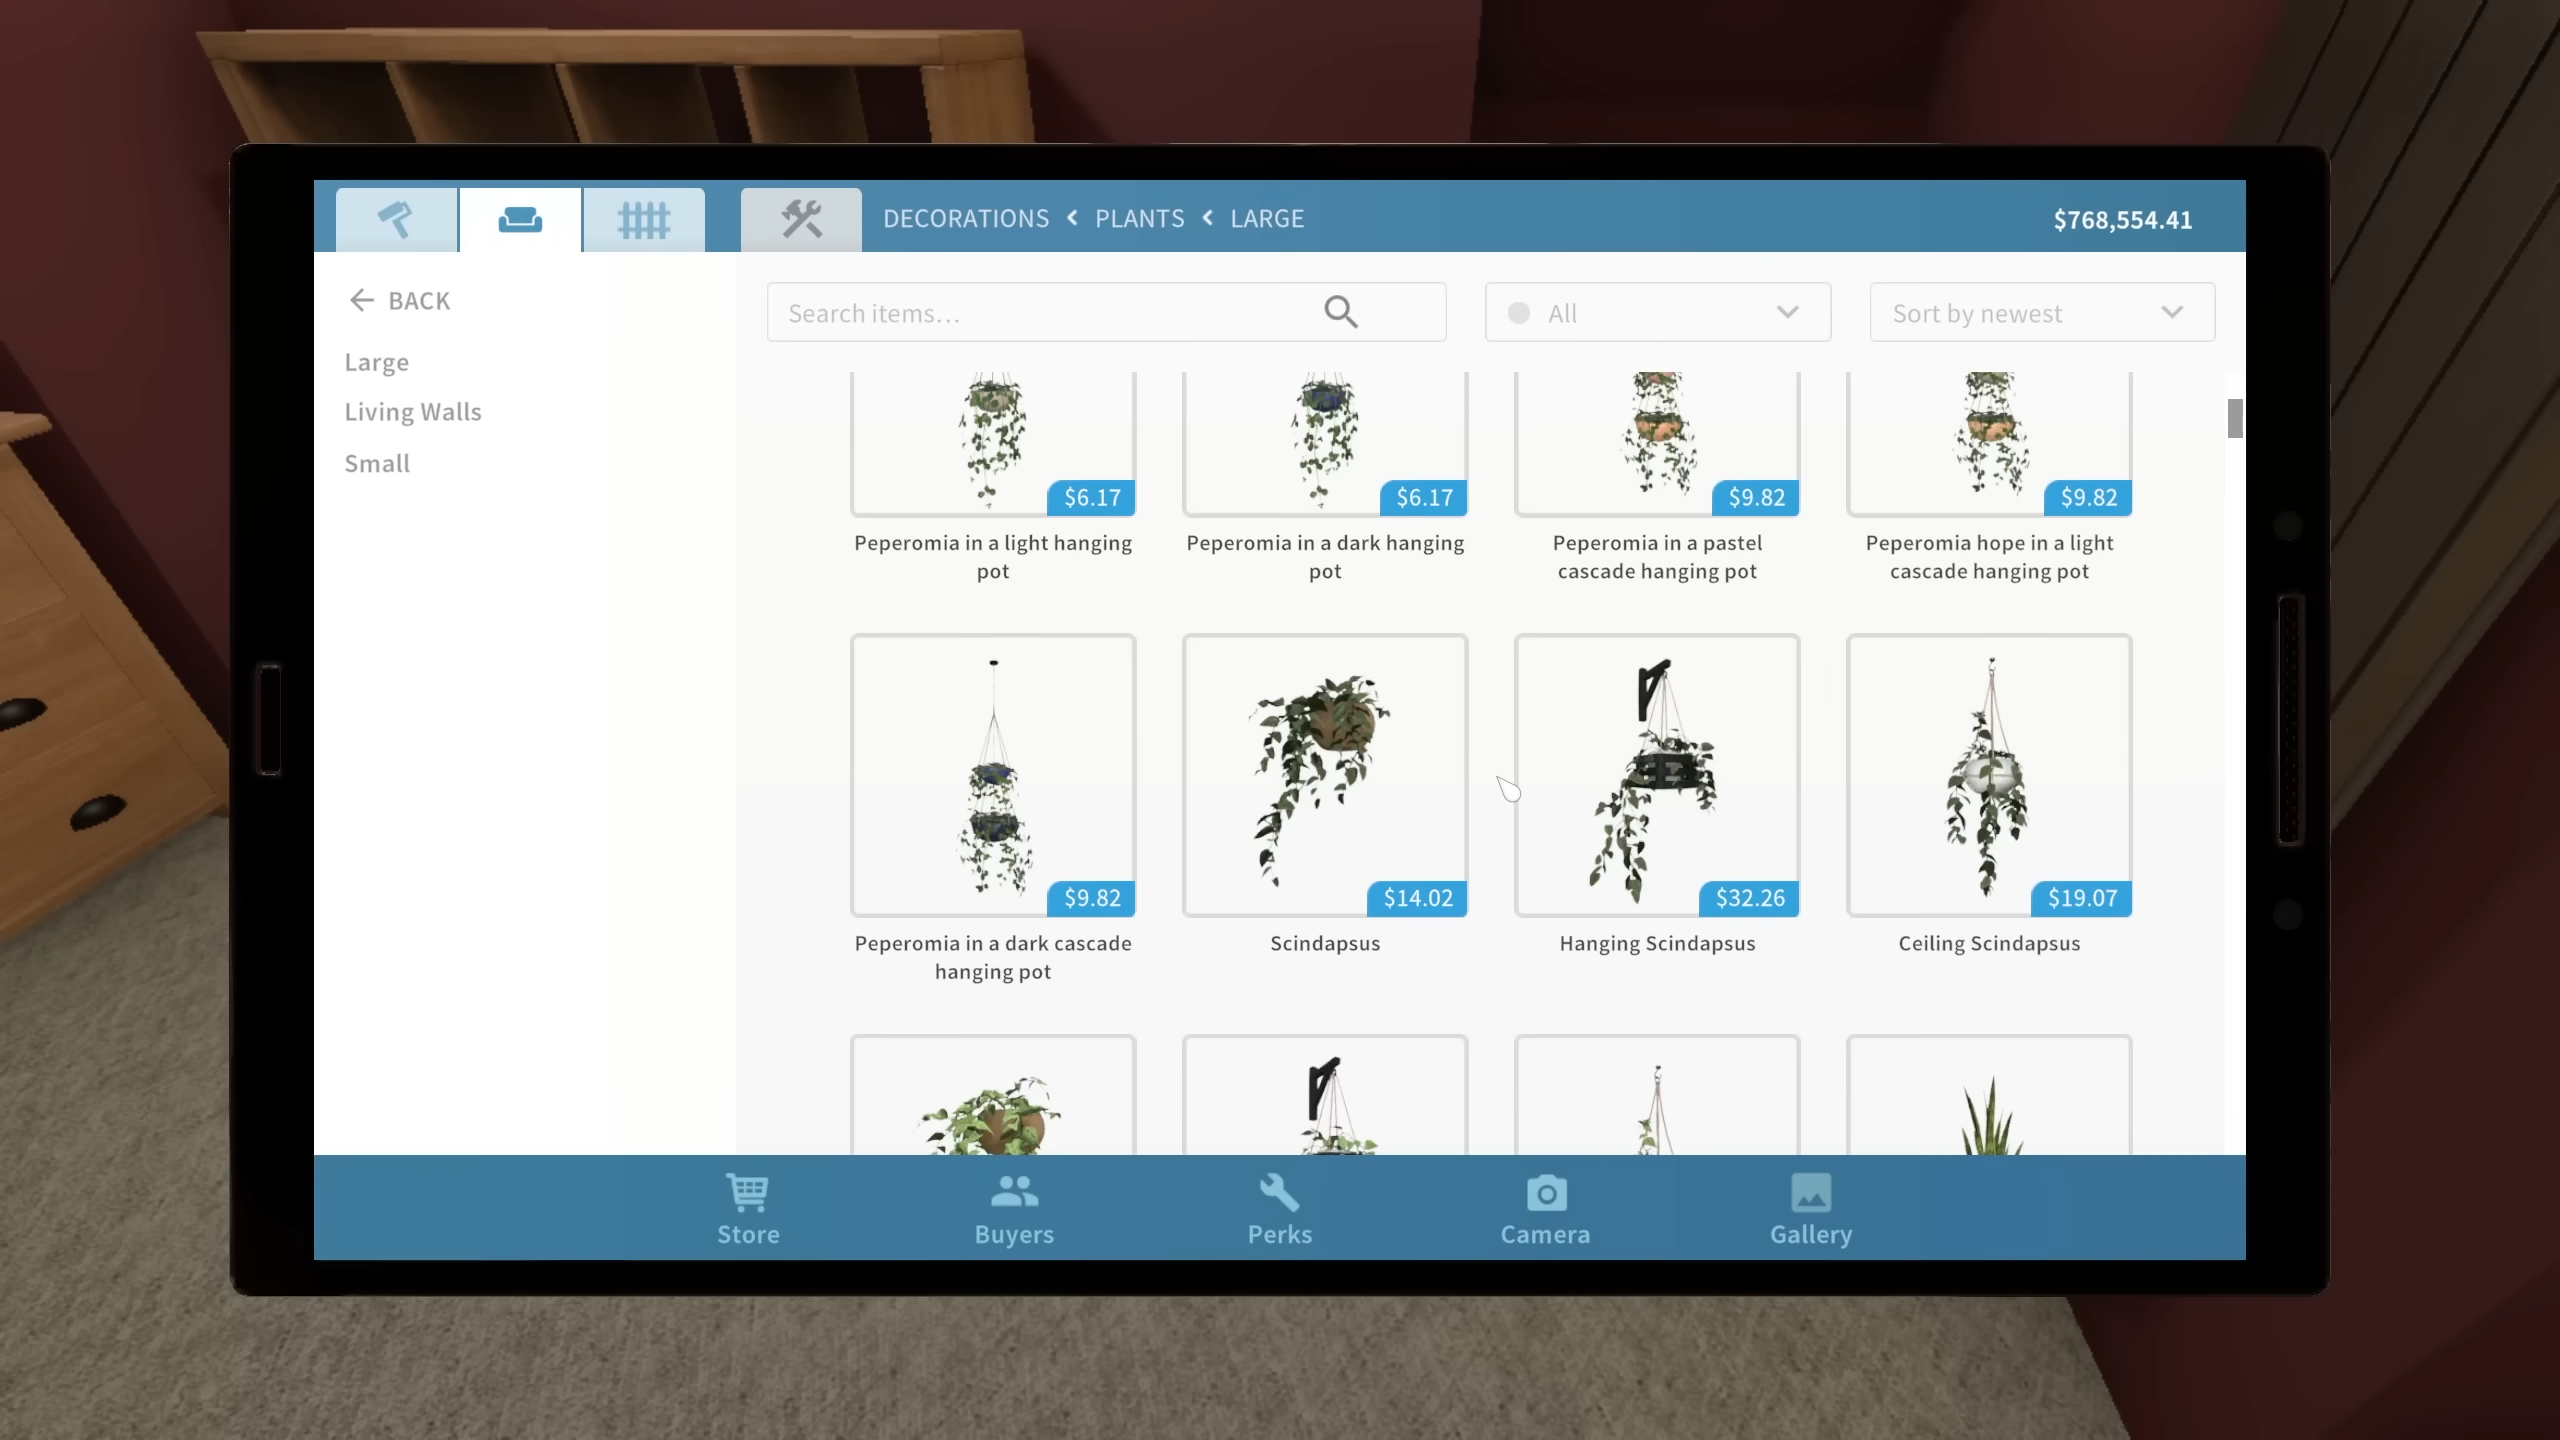 DECORATIONS < PLANTS < LARGE
$768,554.41
BACK
Search items...
All
Sort by newest
Large
Living Walls
Small
$6.17
$6.17
$9.82
$9.82
Peperomia in a light hanging
pot
Peperomia in a dark hanging
pot
Peperomia in a pastel
cascade hanging pot
Peperomia hope in a light
cascade hanging pot
$9.82
$14.02
$32.26
$19.07
Peperomia in a dark cascade
hanging pot
Scindapsus
Hanging Scindapsus
Ceiling Scindapsus
Store
Buyers
Perks
Camera
Gallery